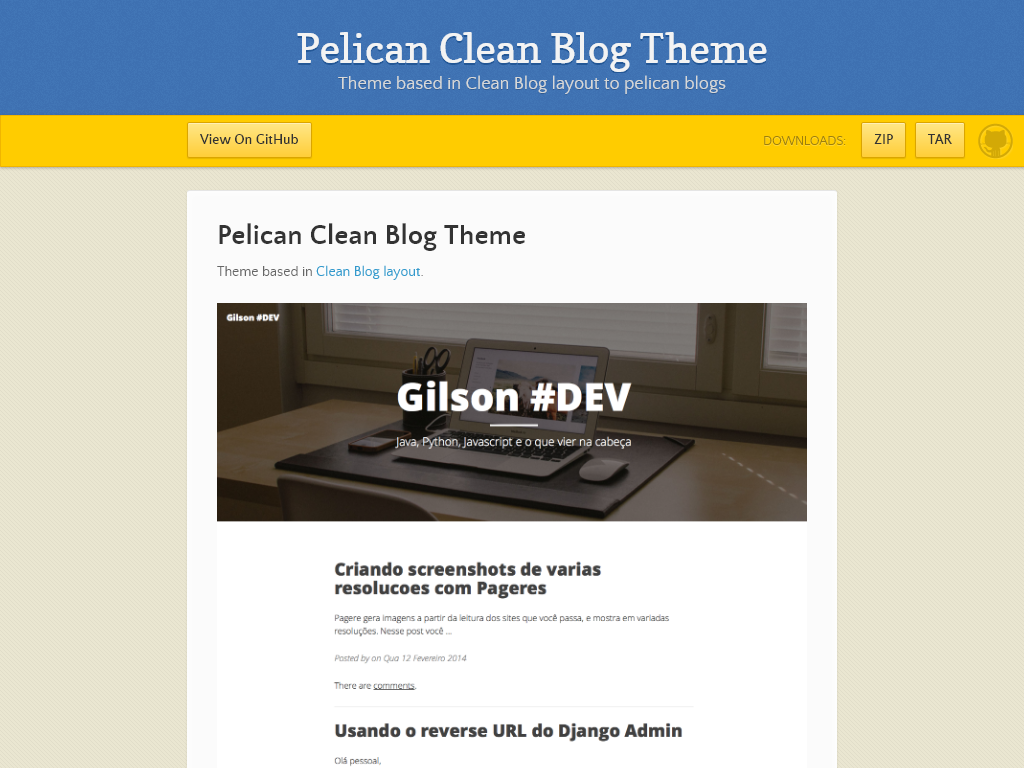 Pelican Clean Blog Theme
Theme based in Clean Blog layout to pelican blogs
View On GitHub
DOWNLOADS:
ZIP
TAR
Pelican Clean Blog Theme
Theme based in Clean Blog layout.
Gilson #DEV
Gilson #DEV
Java, Python, Javascript e o que vier na cabeça
Criando screenshots de varias
resolucoes com Pageres
Pagere gera imagens a partir da leitura dos sites que você passa, e mostra em variadas
resoluções. Nesse post você ...
Posted by on Qua 12 Fevereiro 2014
There are comments.
Usando o reverse URL do Django Admin
Olá pessoal,